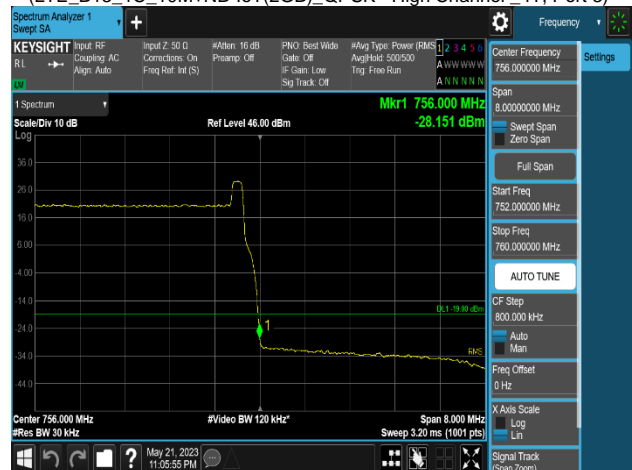 Spectrum Analyzer 1
Swept SA
Frequency
KEYSIGHT
Input: RF
Coupling: AC
Align: Auto
Input Z: 50 Ω
Corrections: On
Freq Ref: Int (S)
#Atten: 16 dB
Preamp: Off
PNO: Best Wide
Gate: Off
IF Gain: Low
Sig Track: Off
#Avg Type: Power (RMS
Avg|Hold: 500/500
Trig: Free Run
1 2 3 4 5 6
A W W W W W
A N N N N N
R L
LXI
1 Spectrum
Scale/Div 10 dB
Log
Ref Level 46.00 dBm
Mkr1 756.000 MHz
-28.151 dBm
36.0
26.0
16.0
6.00
-4.00
-14.0
-24.0
-34.0
-44.0
DL1 -19.00 dBm
1
RMS
Center 756.000 MHz
#Res BW 30 kHz
#Video BW 120 kHz*
Span 8.000 MHz
Sweep 3.20 ms (1001 pts)
May 21, 2023
11:05:55 PM
Center Frequency
756.000000 MHz
Settings
Span
8.00000000 MHz
Swept Span
Zero Span
Full Span
Start Freq
752.000000 MHz
Stop Freq
760.000000 MHz
AUTO TUNE
CF Step
800.000 kHz
Auto
Man
Freq Offset
0 Hz
X Axis Scale
Log
Lin
Signal Track
(Span Zoom)